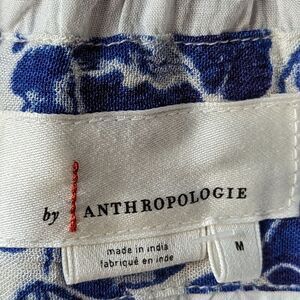 by ANTHROPOLOGIE
made in india
fabriqué en inde
M